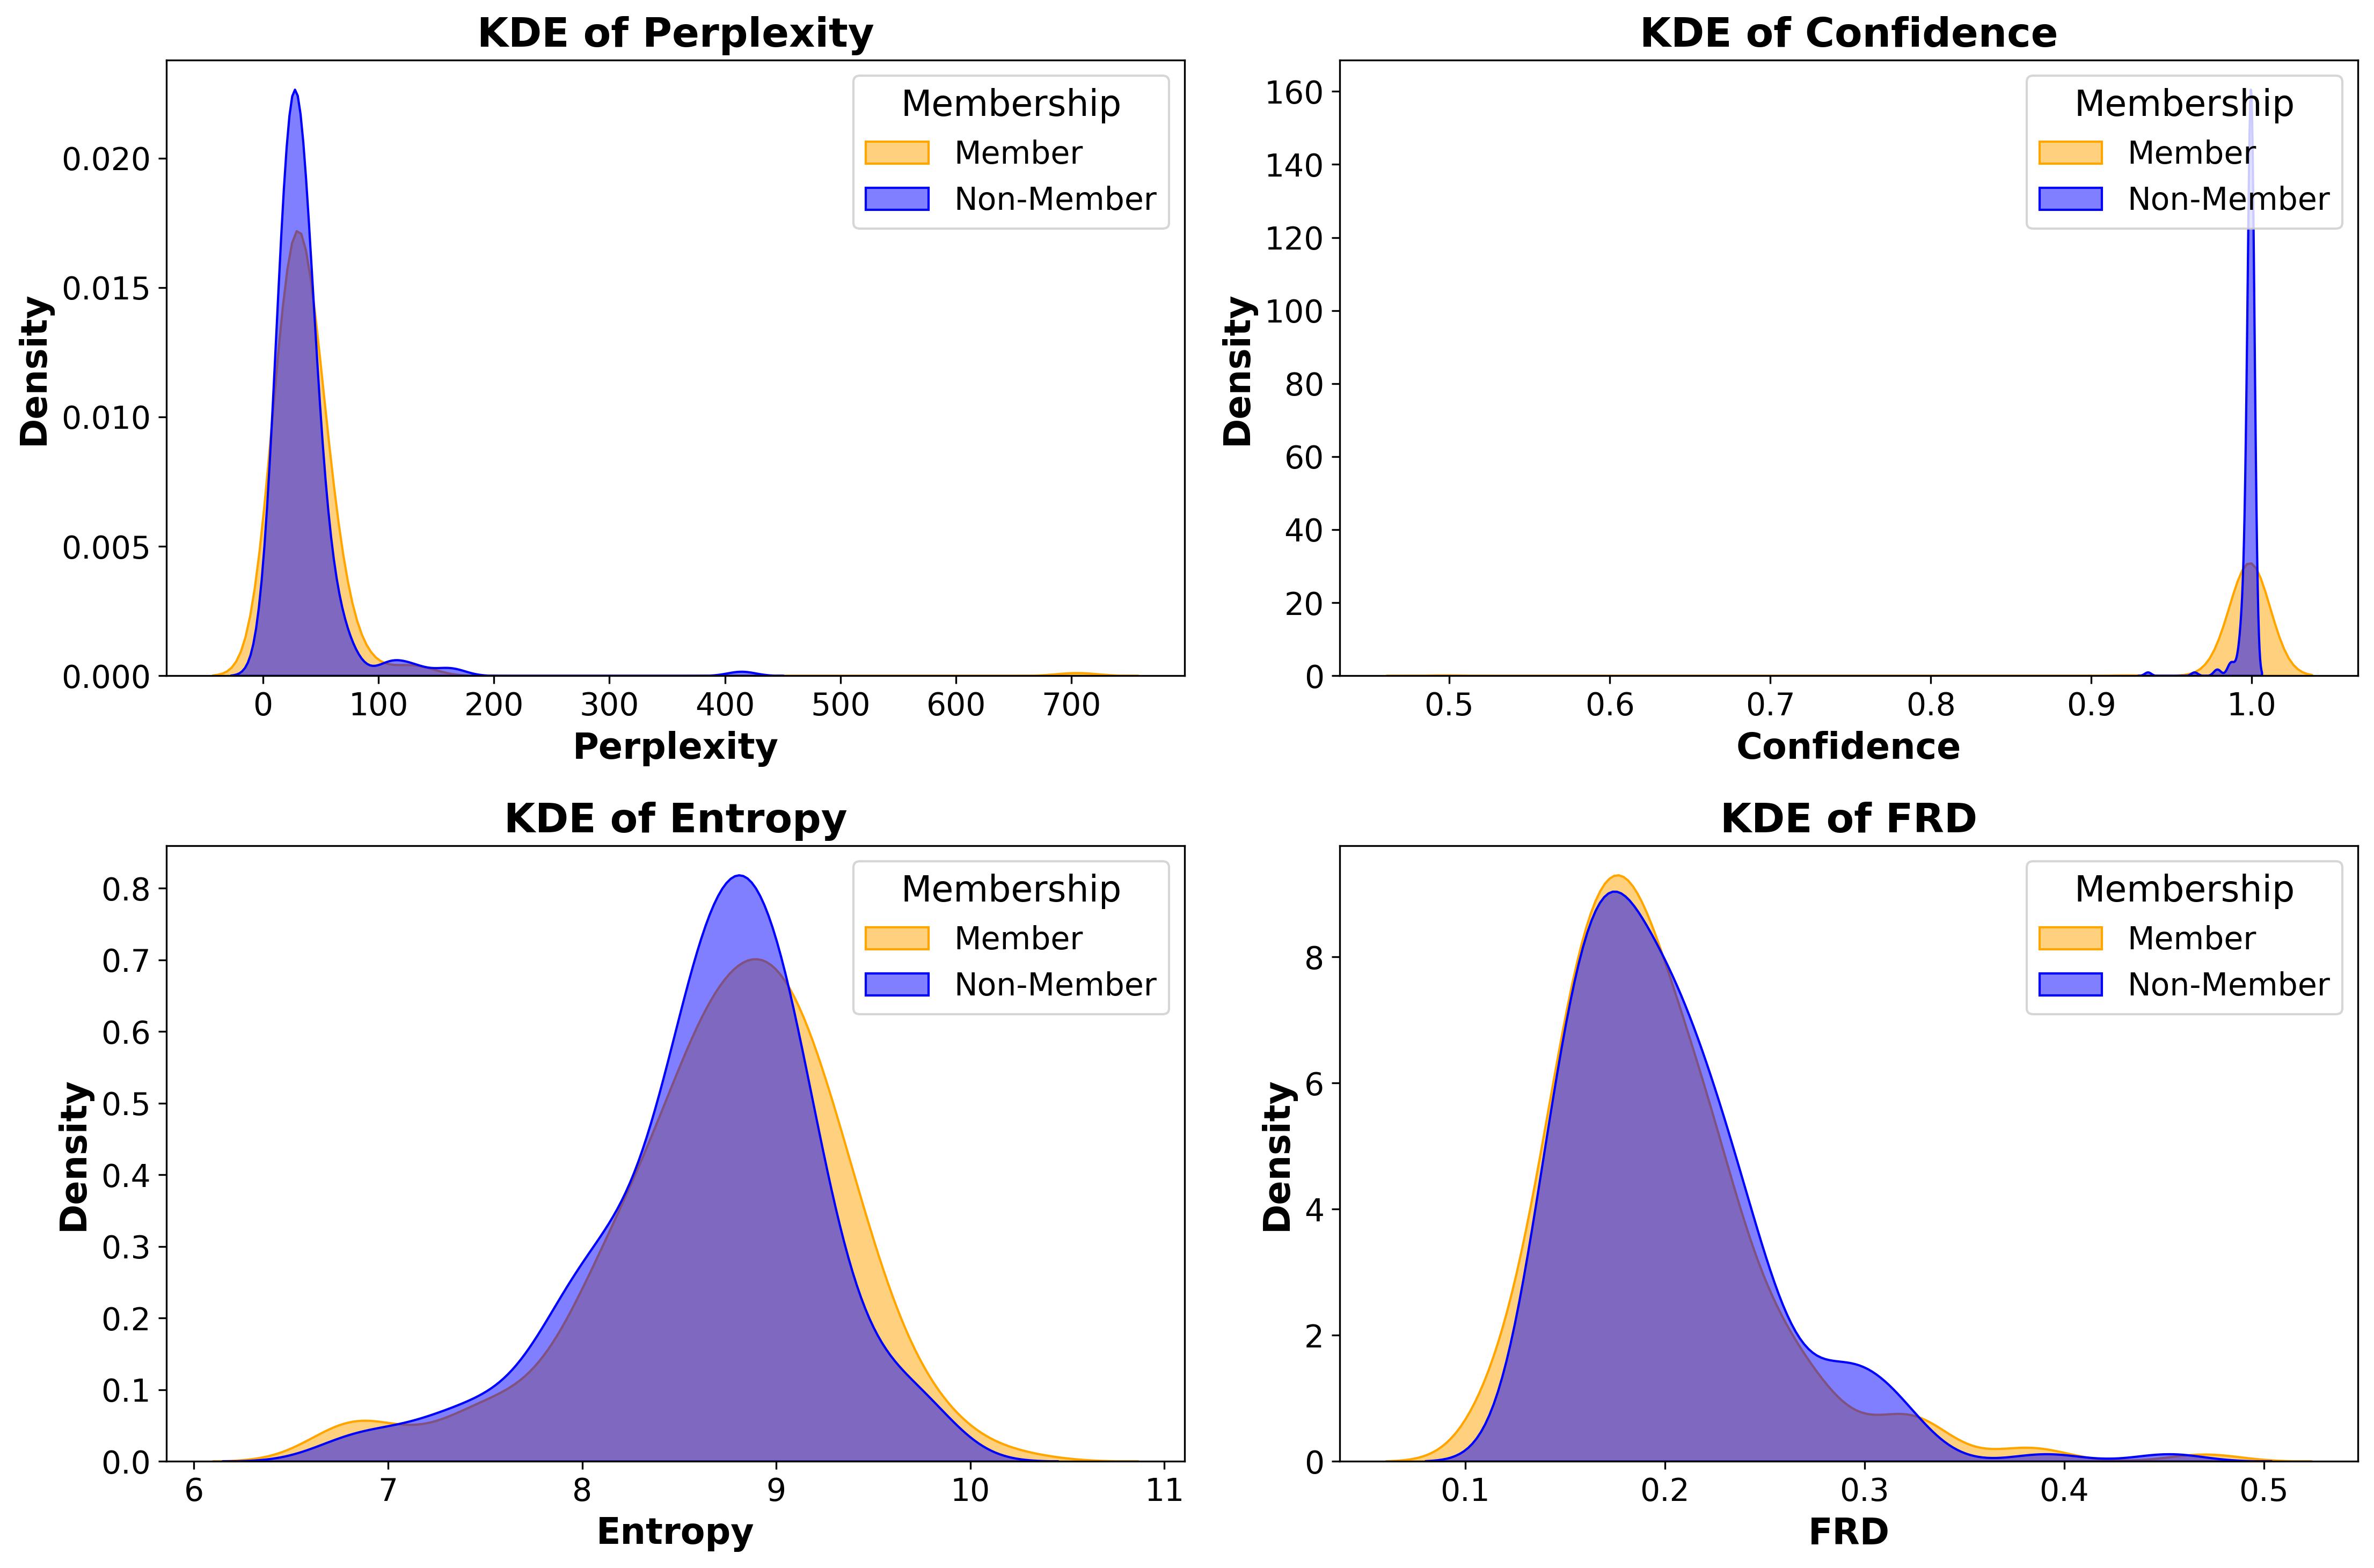 KDE of Perplexity
Density
0.020
0.015
0.010
0.005
0.000
Membership
Member
Non-Member
0 100 200 300 400 500 600 700
Perplexity
KDE of Confidence
Density
160
140
120
100
80
60
40
20
0
Membership
Member
Non-Member
0.5 0.6 0.7 0.8 0.9 1.0
Confidence
KDE of Entropy
Density
0.8
0.7
0.6
0.5
0.4
0.3
0.2
0.1
0.0
Membership
Member
Non-Member
6 7 8 9 10 11
Entropy
KDE of FRD
Density
8
6
4
2
0
Membership
Member
Non-Member
0.1 0.2 0.3 0.4 0.5
FRD